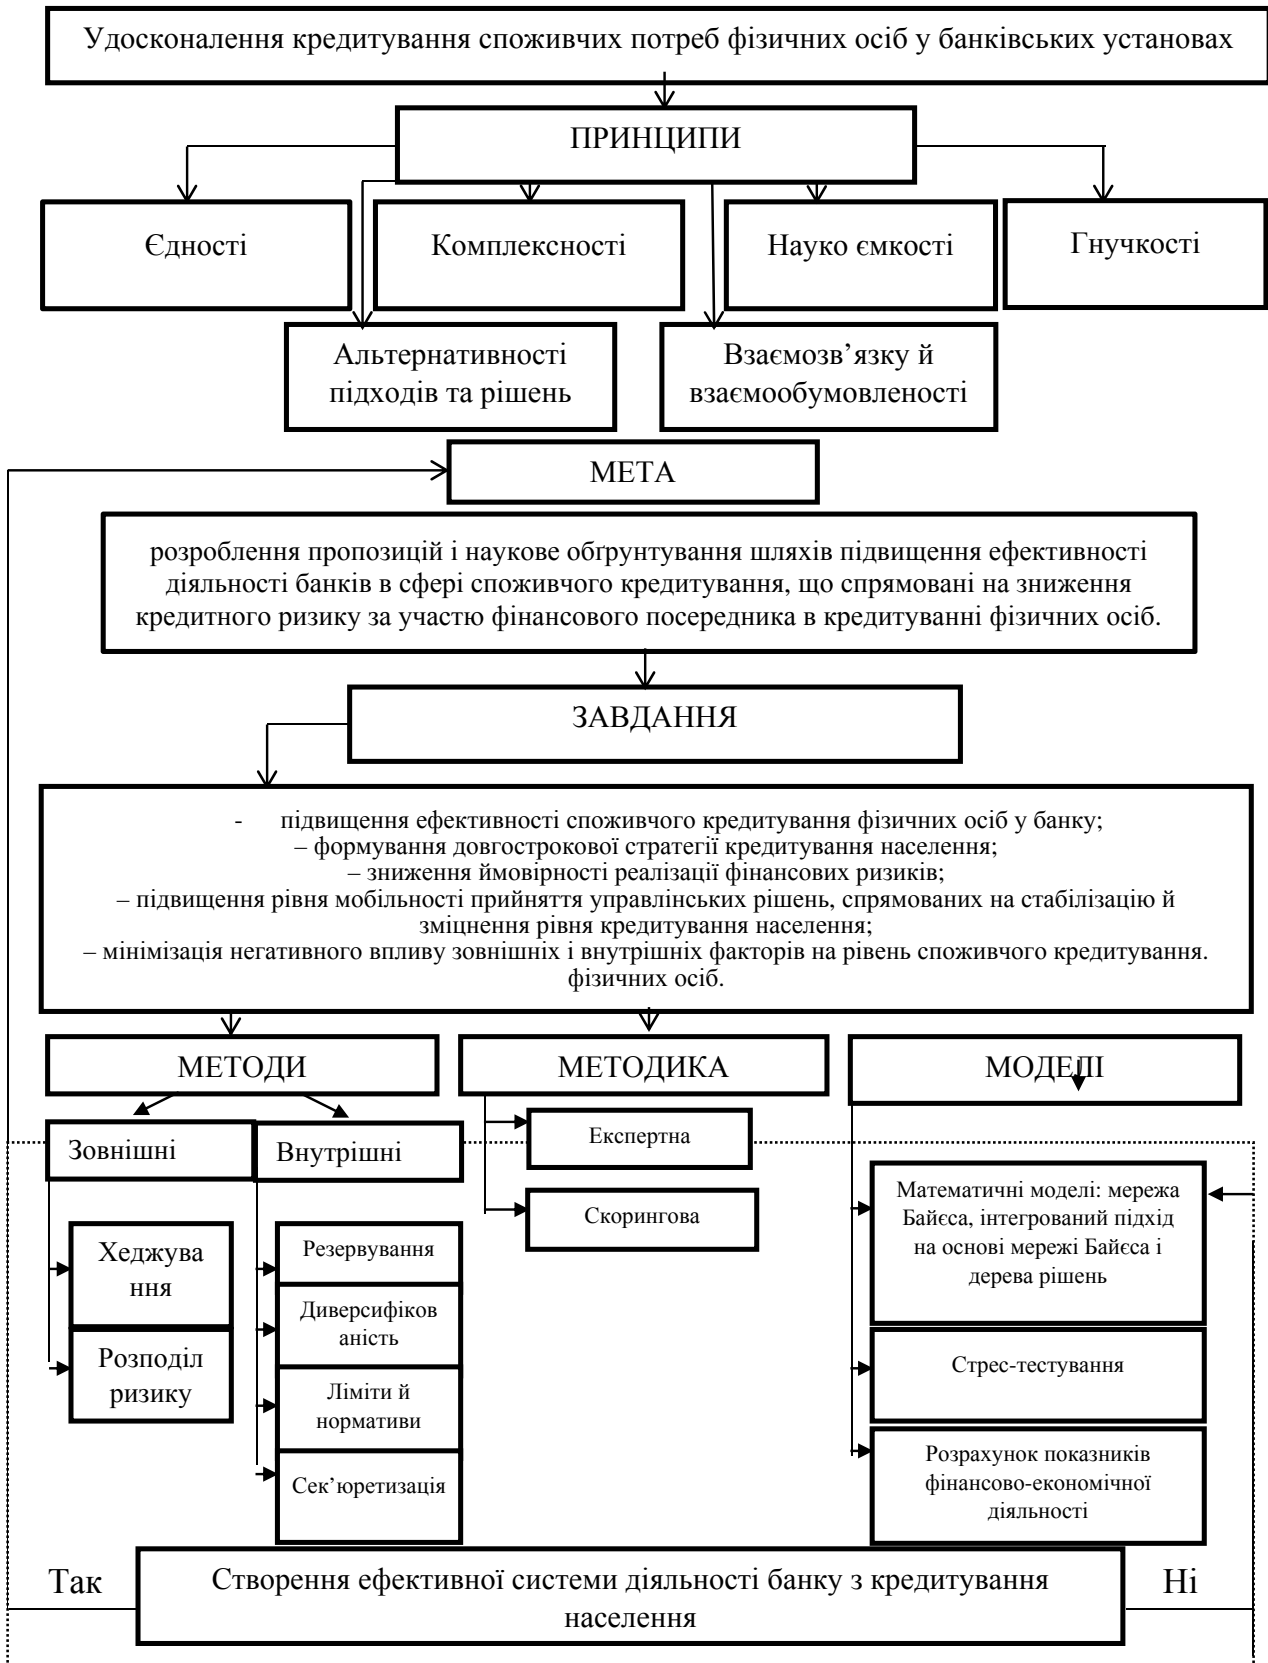 Удосконалення кредитування споживчих потреб фізичних осіб у банківських установах
ПРИНЦИПИ
Єдності
Комплексності
Науко ємкості
Гнучкості
Альтернативності
підходів та рішень
Взаємозв’язку й
взаємообумовленості
МЕТА
розроблення пропозицій і наукове обґрунтування шляхів підвищення ефективності
діяльності банків в сфері споживчого кредитування, що спрямовані на зниження
кредитного ризику за участю фінансового посередника в кредитуванні фізичних осіб.
ЗАВДАННЯ
- підвищення ефективності споживчого кредитування фізичних осіб у банку;
– формування довгострокової стратегії кредитування населення;
– зниження ймовірності реалізації фінансових ризиків;
– підвищення рівня мобільності прийняття управлінських рішень, спрямованих на стабілізацію й
зміцнення рівня кредитування населення;
– мінімізація негативного впливу зовнішніх і внутрішніх факторів на рівень споживчого кредитування.
фізичних осіб.
МЕТОДИ
МЕТОДИКА
МОДЕЛІ
Зовнішні
Внутрішні
Експертна
Скорингова
Хеджува
ння
Розподіл
ризику
Резервування
Диверсифіков
аність
Ліміти й
нормативи
Сек’юретизація
Математичні моделі: мережа
Байєса, інтегрований підхід
на основі мережі Байєса і
дерева рішень
Стрес-тестування
Розрахунок показників
фінансово-економічної
діяльності
Так
Створення ефективної системи діяльності банку з кредитування
населення
Ні